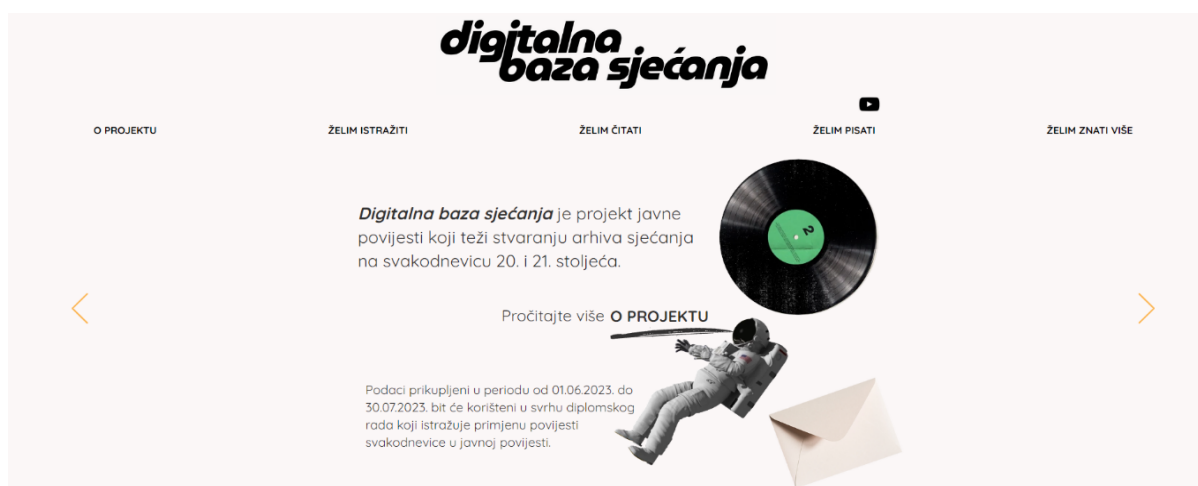 digitalna
baza sjećanja
O PROJEKTU
ŽELIM ISTRAŽITI
ŽELIM ČITATI
ŽELIM PISATI
ŽELIM ZNATI VIŠE
Digitalna baza sjećanja je projekt javne
povijesti koji teži stvaranju arhiva sjećanja
na svakodnevicu 20. i 21. stoljeća.
2
Pročitajte više O PROJEKTU
Podaci prikupljeni u periodu od 01.06.2023. do
30.07.2023. bit će korišteni u svrhu diplomskog
rada koji istražuje primjenu povijesti
svakodnevice u javnoj povijesti.